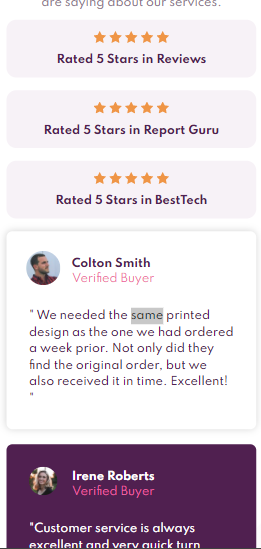 are saying about our services.
Rated 5 Stars in Reviews
Rated 5 Stars in Report Guru
Rated 5 Stars in BestTech
Colton Smith
Verified Buyer
" We needed the same printed
design as the one we had ordered
a week prior. Not only did they
find the original order, but we
also received it in time. Excellent!
"
Irene Roberts
Verified Buyer
"Customer service is always
excellent and very quick turn